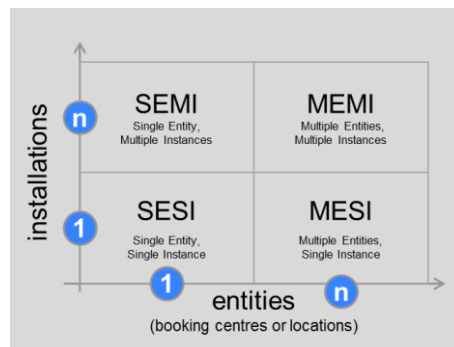 installations
n
SEMI
Single Entity,
Multiple Instances
MEMI
Multiple Entities,
Multiple Instances
1
SESI
Single Entity,
Single Instance
MESI
Multiple Entities,
Single Instance
1
n
entities
(booking centres or locations)